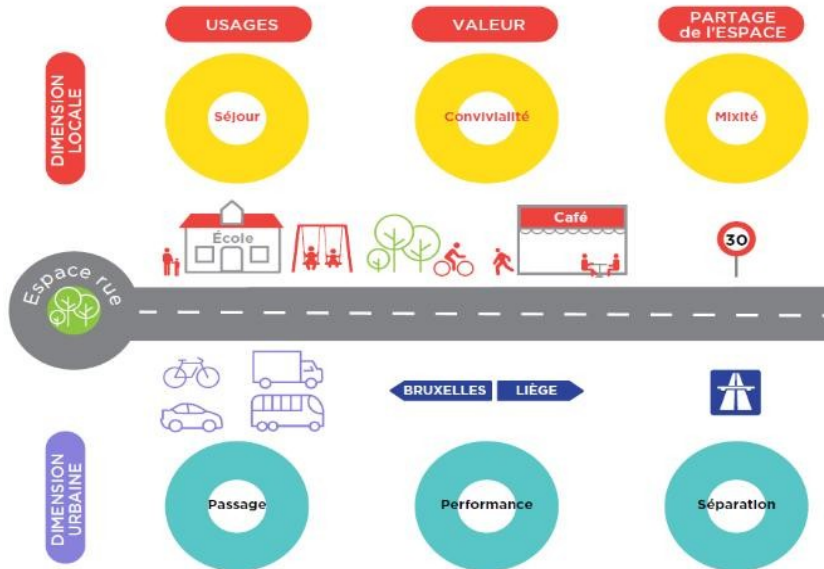 USAGES
VALEUR
PARTAGE
de l'ESPACE
DIMENSION
LOCALE
Séjour
Convivialité
Mixité
École
Café
30
Espace rue
BRUXELLES
LIÈGE
DIMENSION
URBAINE
Passage
Performance
Séparation